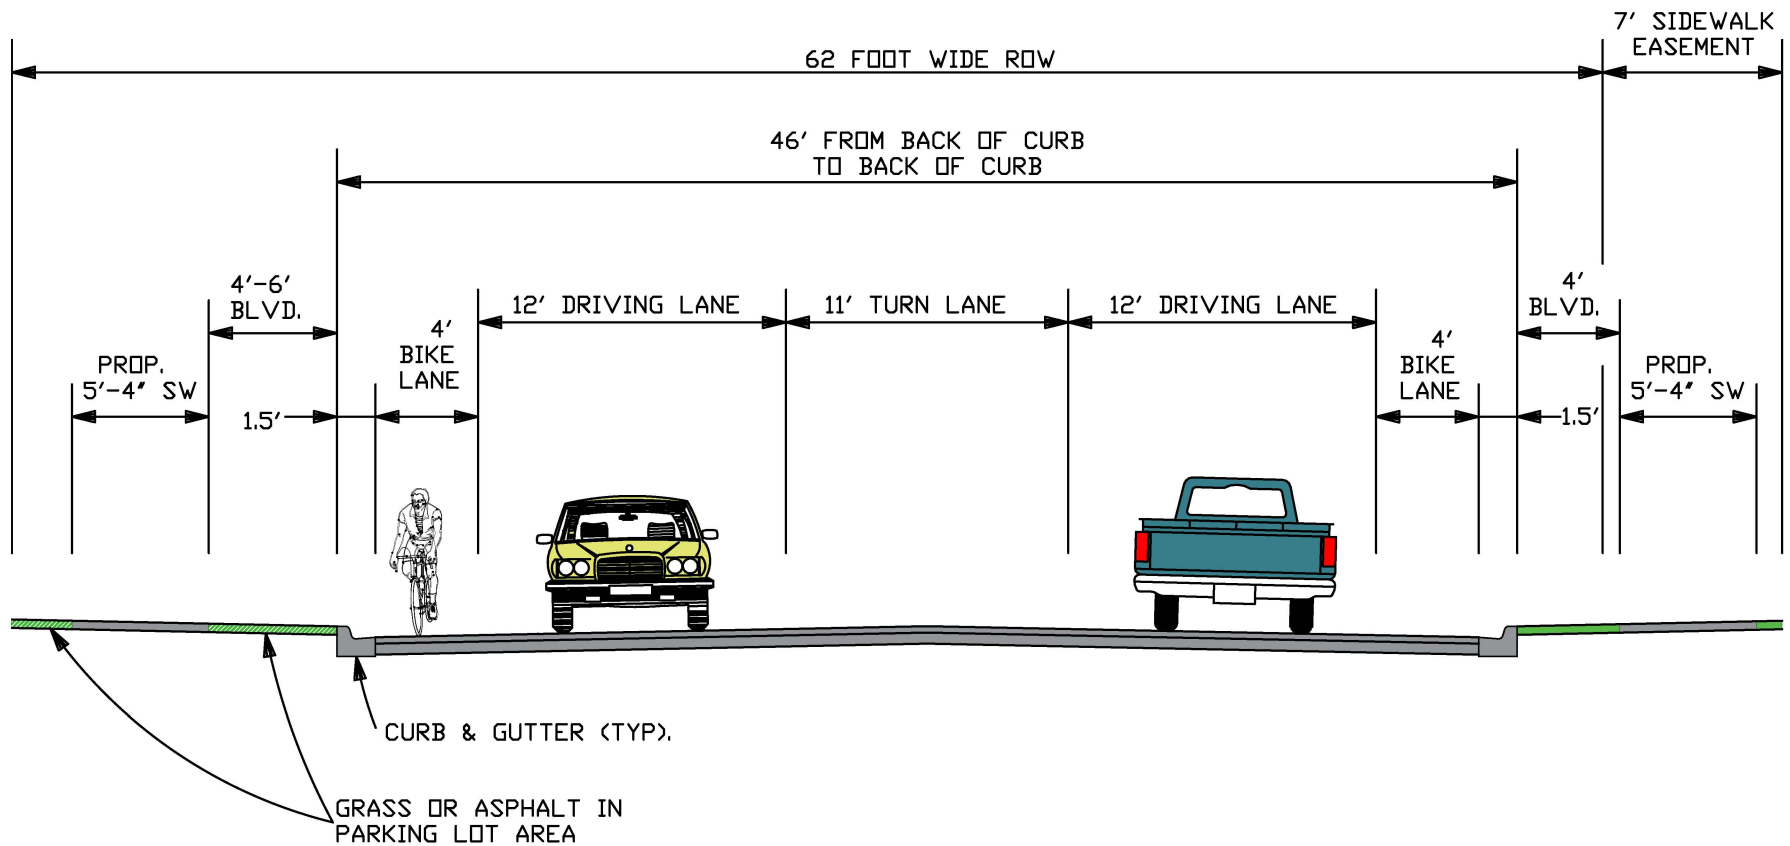 7' SIDEWALK
EASEMENT
62 FOOT WIDE ROW
46' FROM BACK OF CURB
TO BACK OF CURB
4'-6'
BLVD.
12' DRIVING LANE
11' TURN LANE
12' DRIVING LANE
4'
BLVD.
4'
BIKE
LANE
4'
BIKE
LANE
PROP.
5'-4" SW
PROP.
5'-4" SW
1.5'
1.5'
CURB & GUTTER (TYP).
GRASS OR ASPHALT IN
PARKING LOT AREA